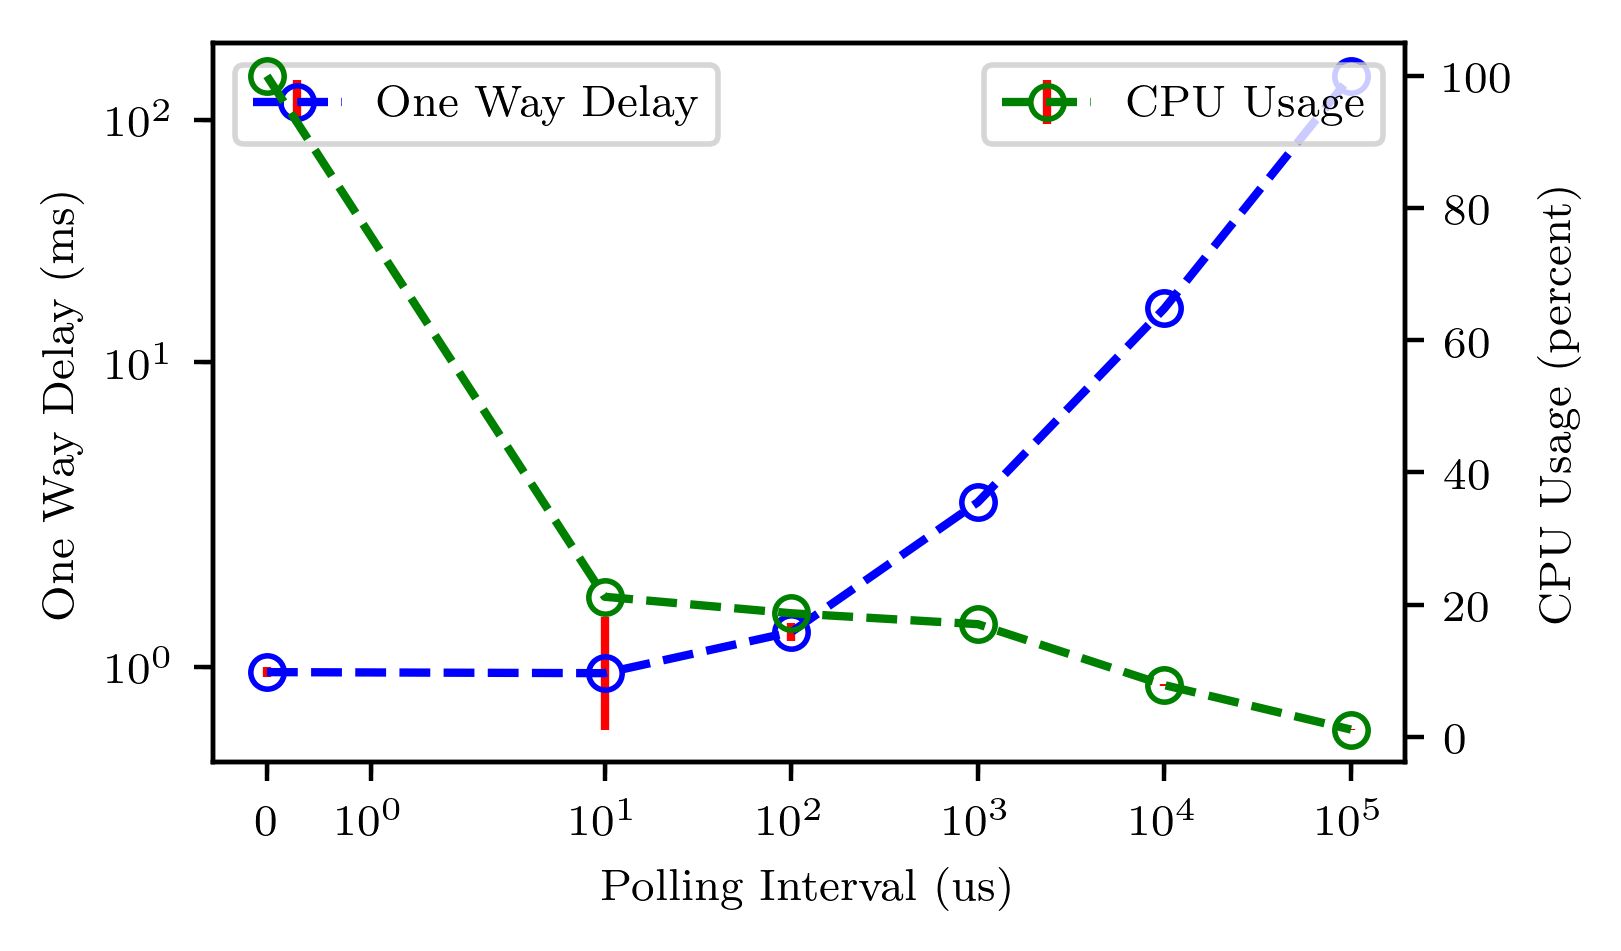 One Way Delay
CPU Usage
One Way Delay (ms)
10²
10¹
10⁰
100
80
60
40
20
0
CPU Usage (percent)
0 10⁰ 10¹ 10² 10³ 10⁴ 10⁵
Polling Interval (us)